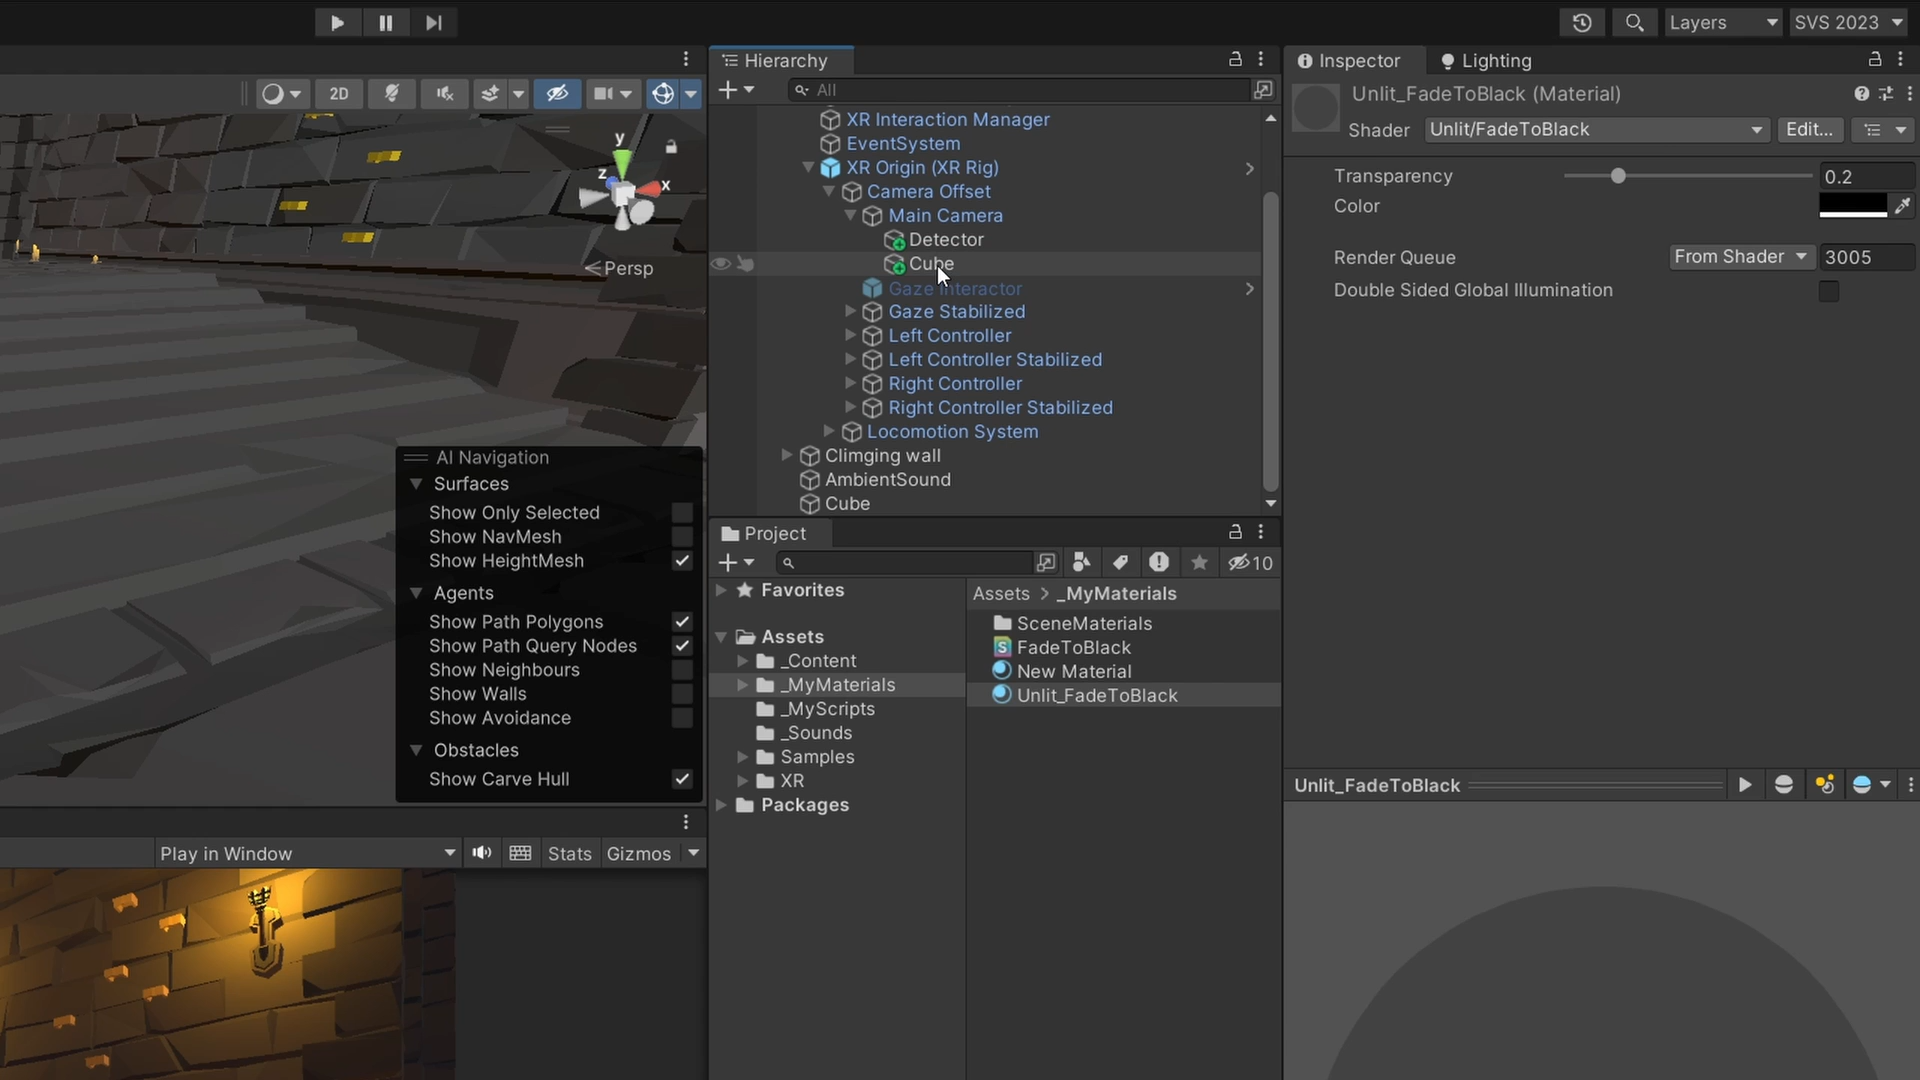 Layers
SVS 2023
Hierarchy
Inspector
Lighting
2D
All
Unlit_FadeToBlack (Material)
Shader
Unlit/FadeToBlack
Edit...
XR Interaction Manager
EventSystem
XR Origin (XR Rig)
Camera Offset
Main Camera
Detector
Cube
Gaze Interactor
Gaze Stabilized
Left Controller
Left Controller Stabilized
Right Controller
Right Controller Stabilized
Locomotion System
Climging wall
AmbientSound
Cube
Transparency
0.2
Color
Render Queue
From Shader
3005
Double Sided Global Illumination
y
z
x
Persp
AI Navigation
Surfaces
Show Only Selected
Show NavMesh
Show HeightMesh
Agents
Show Path Polygons
Show Path Query Nodes
Show Neighbours
Show Walls
Show Avoidance
Obstacles
Show Carve Hull
Project
10
Favorites
Assets
_Content
_MyMaterials
_MyScripts
_Sounds
Samples
XR
Packages
Assets > _MyMaterials
SceneMaterials
FadeToBlack
New Material
Unlit_FadeToBlack
Unlit_FadeToBlack
Play in Window
Stats
Gizmos